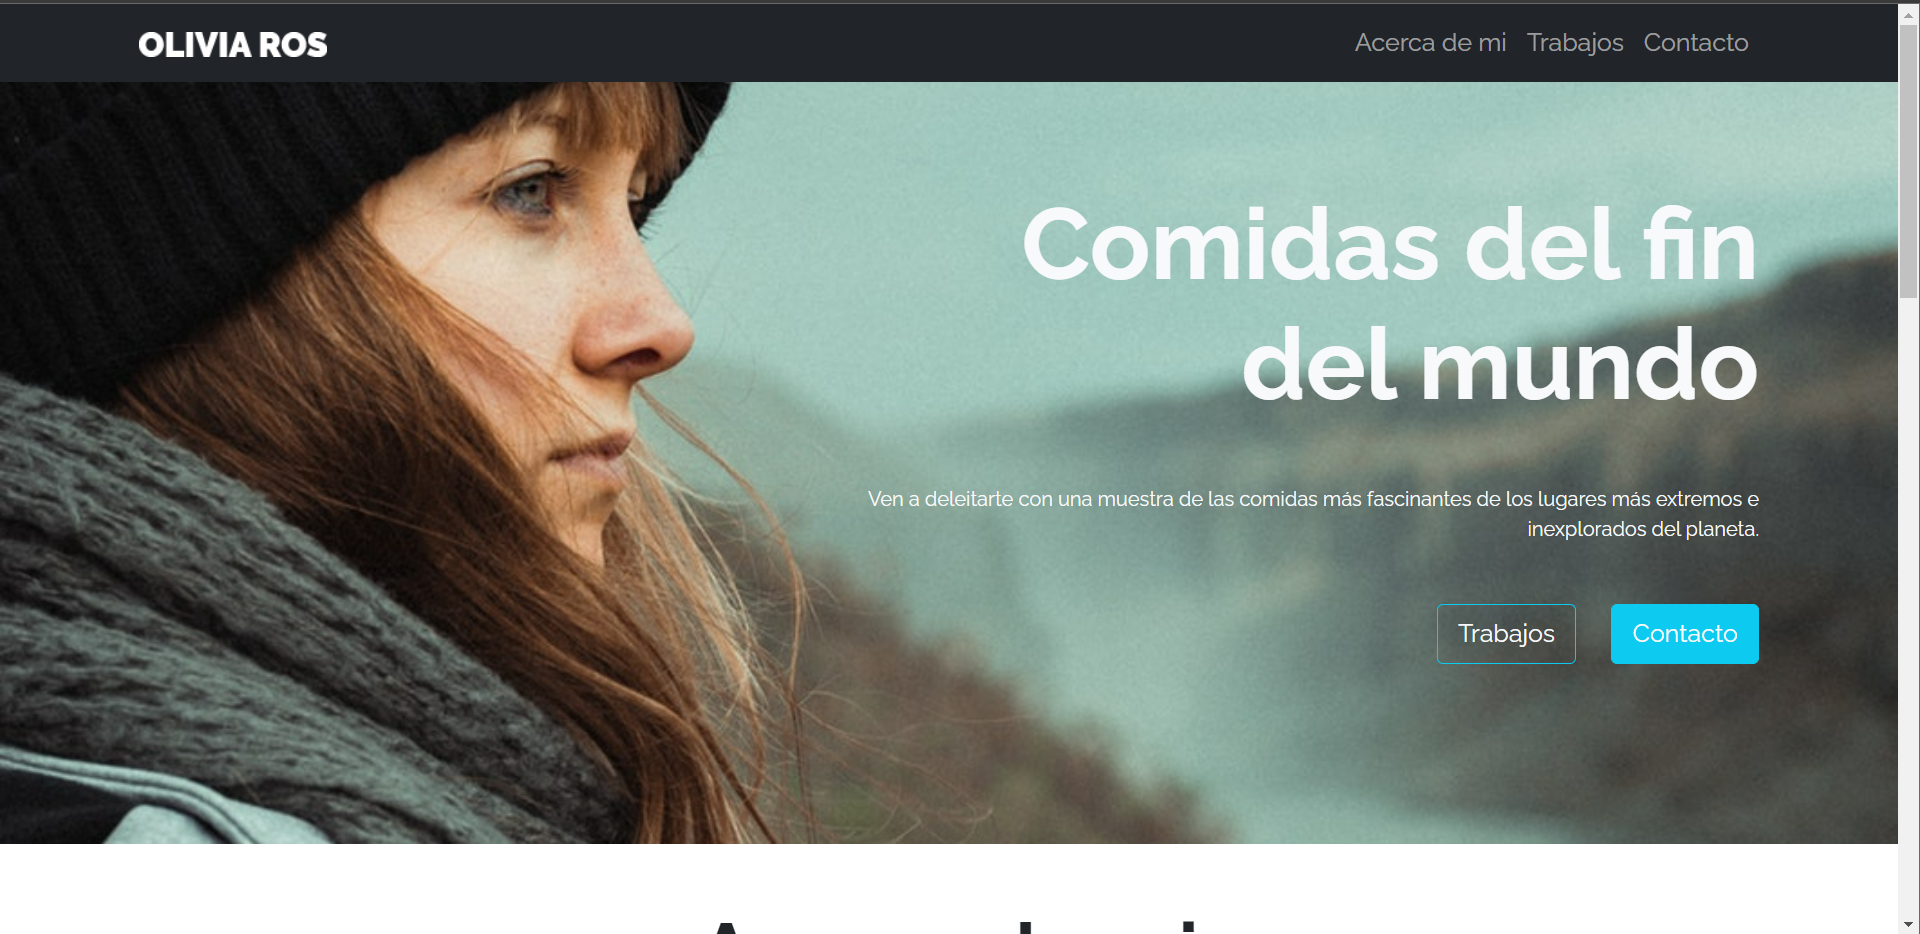 OLIVIA ROS
Acerca de mi Trabajos Contacto
Comidas del fin
del mundo
Ven a deleitarte con una muestra de las comidas más fascinantes de los lugares más extremos e
inexplorados del planeta.
Trabajos Contacto